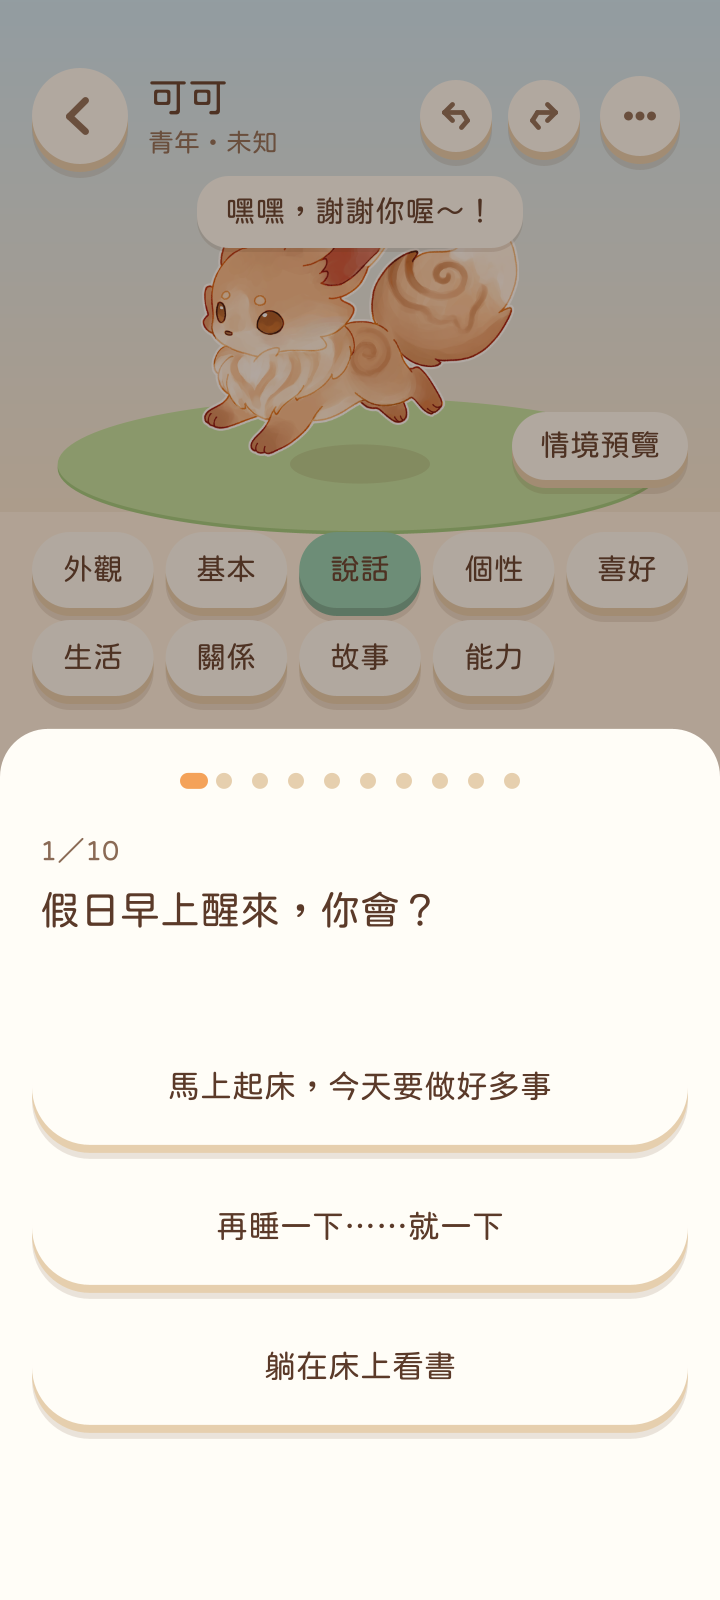 可可
青年・未知
嘿嘿，謝謝你喔～！
情境預覽
外觀 基本 說話 個性 喜好
生活 關係 故事 能力
1／10
假日早上醒來，你會？
馬上起床，今天要做好多事
再睡一下⋯⋯就一下
躺在床上看書